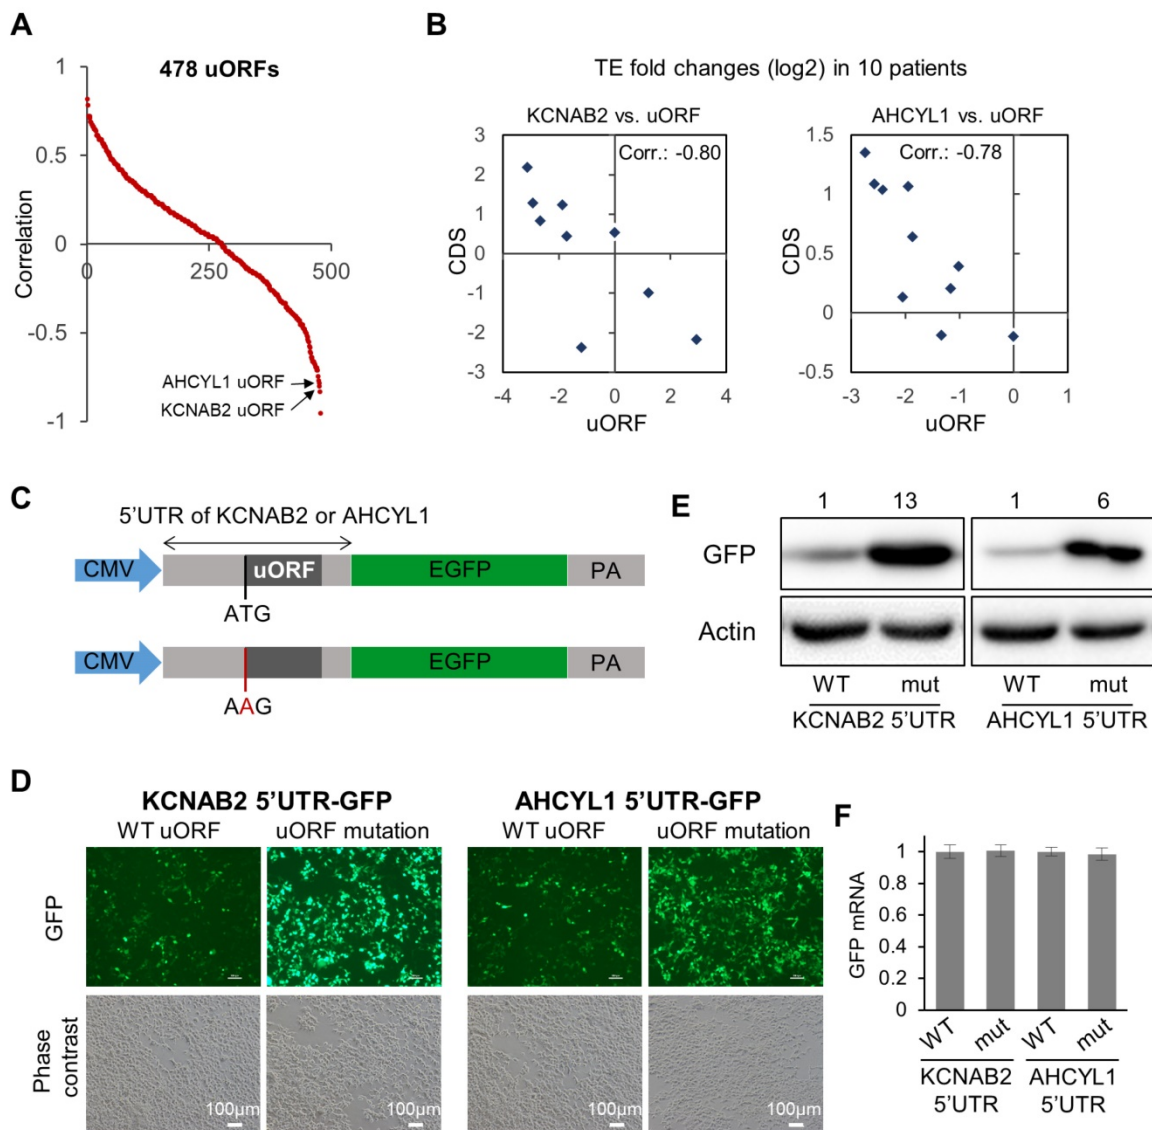 A
478 uORFs
1
0.5
0
-0.5
-1
0
250
500
Correlation
AHCYL1 uORF
KCNAB2 uORF
B
TE fold changes (log2) in 10 patients
KCNAB2 vs. uORF
Corr.: -0.80
3
2
1
0
-1
-2
-3
-4
-2
0
2
4
CDS
uORF
AHCYL1 vs. uORF
Corr.: -0.78
1.5
1
0.5
0
-0.5
-3
-2
-1
0
1
CDS
uORF
C
5'UTR of KCNAB2 or AHCYL1
CMV
uORF
EGFP
PA
ATG
CMV
EGFP
PA
AAG
D
KCNAB2 5'UTR-GFP
AHCYL1 5'UTR-GFP
WT uORF
uORF mutation
WT uORF
uORF mutation
GFP
Phase
contrast
100µm
100µm
100µm
100µm
E
1
13
1
6
GFP
Actin
WT
mut
WT
mut
KCNAB2 5'UTR
AHCYL1 5'UTR
F
GFP mRNA
1
0.8
0.6
0.4
0.2
0
WT
mut
WT
mut
KCNAB2
5'UTR
AHCYL1
5'UTR